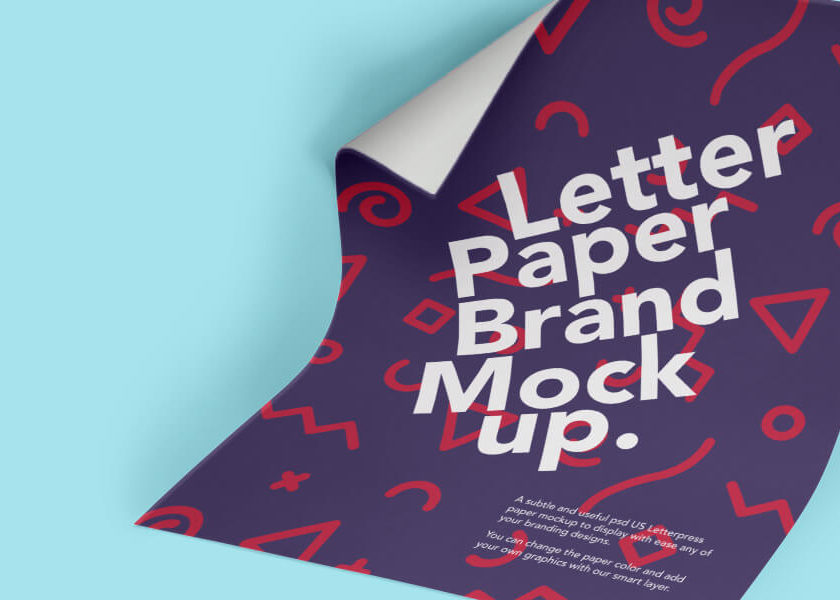 Letter
Paper
Brand
Mock
up.
A subtle and useful psd US Letterpress
paper mockup to display with ease any of
your branding designs.
You can change the paper color and add
your own graphics with our smart layer.